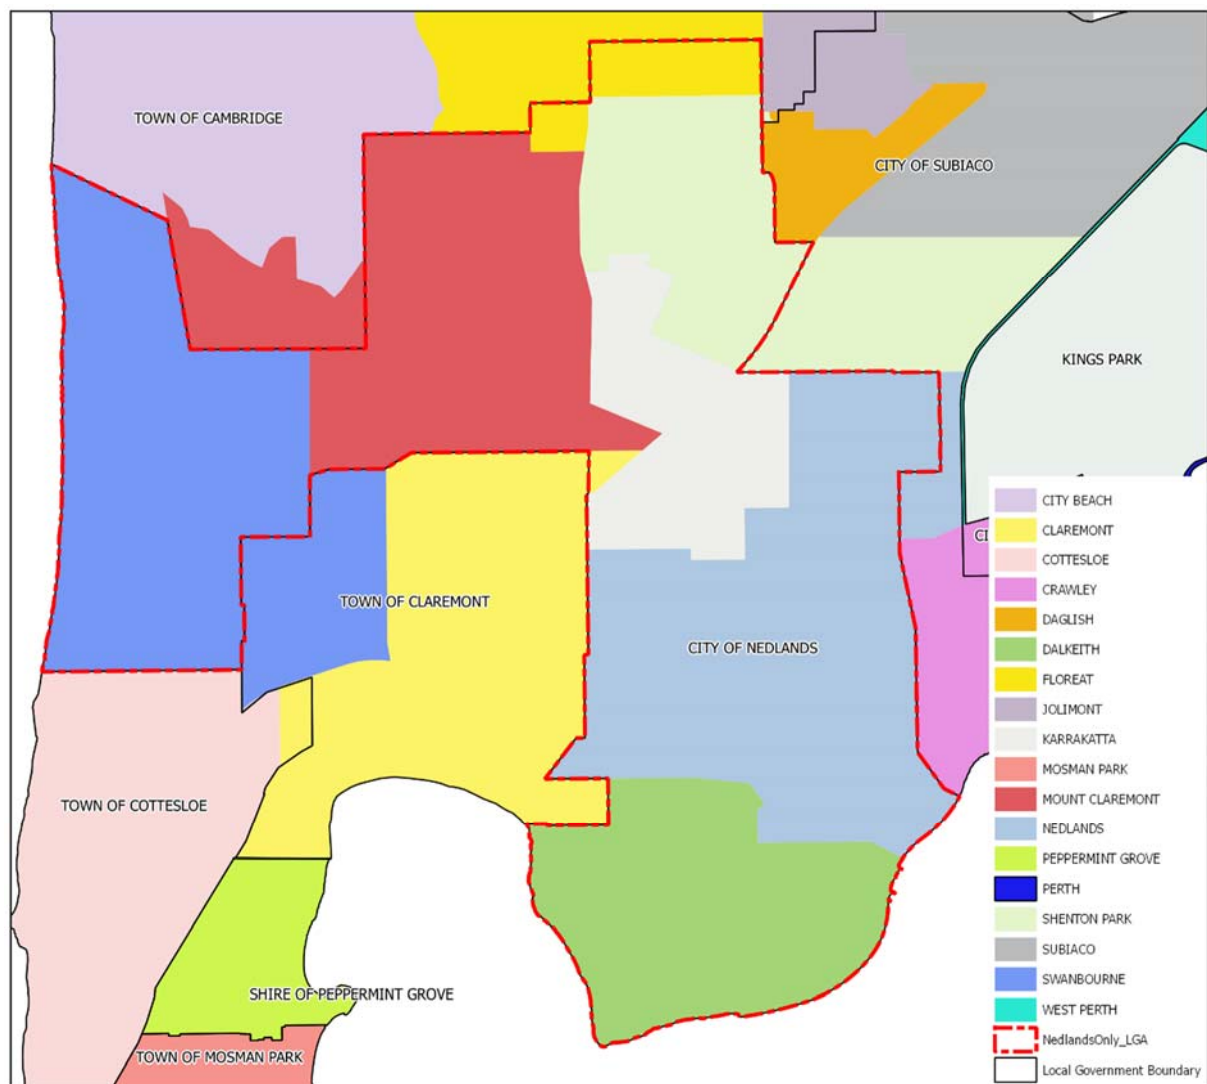 TOWN OF CAMBRIDGE
CITY OF SUBIACO
KINGS PARK
TOWN OF CLAREMONT
CITY OF NEDLANDS
TOWN OF COTTESLOE
SHIRE OF PEPPERMINT GROVE
TOWN OF MOSMAN PARK
CITY BEACH
CLAREMONT
COTTESLOE
CRAWLEY
DAGLISH
DALKEITH
FLOREAT
JOLIMONT
KARRAKATTA
MOSMAN PARK
MOUNT CLAREMONT
NEDLANDS
PEPPERMINT GROVE
PERTH
SHENTON PARK
SUBIACO
SWANBOURNE
WEST PERTH
NedlandsOnly_LGA
Local Government Boundary